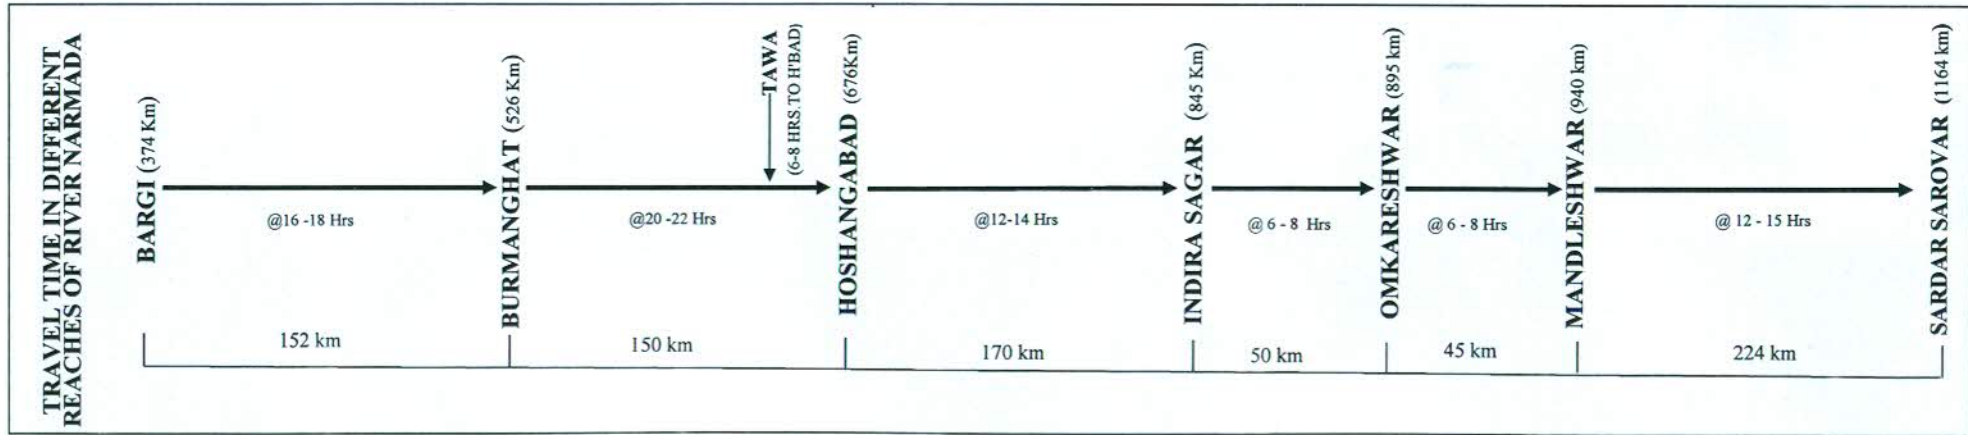 TRAVEL TIME IN DIFFERENT
REACHES OF RIVER NARMADA
BARGI (374 Km)
@16 -18 Hrs
BURMANGHAT (526 Km)
@20 -22 Hrs
TAWA
(6-8 HRS.TO H'BAD)
HOSHANGABAD (676Km)
@12-14 Hrs
INDIRA SAGAR (845 Km)
@ 6 - 8 Hrs
OMKARESHWAR (895 km)
@ 6 - 8 Hrs
MANDLESHWAR (940 km)
@ 12 - 15 Hrs
SARDAR SAROVAR (1164 km)
152 km
150 km
170 km
50 km
45 km
224 km